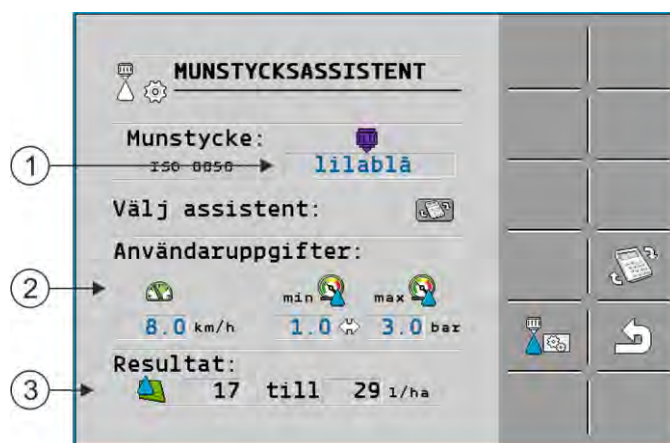 MUNSTYCKSASSISTENT
Munstycke:
1
ISO 0050 lilablå
Välj assistent:
Användaruppgifter:
2
min max
8.0 km/h 1.0 3.0 bar
Resultat:
3
17 till 29 l/ha